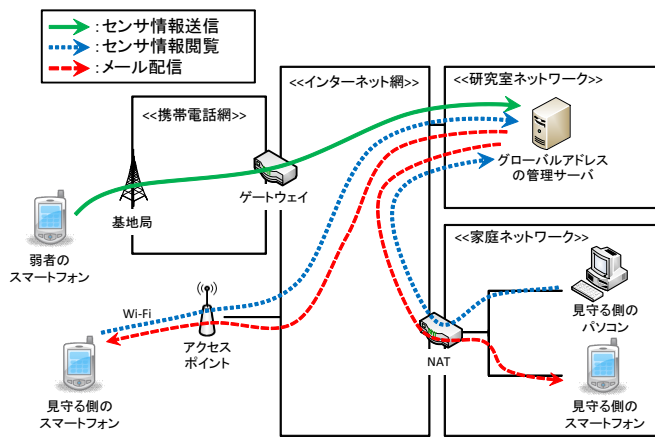 :センサ情報送信
:センサ情報閲覧
:メール配信
<<インターネット網>>
<<研究室ネットワーク>>
<<携帯電話網>>
グローバルアドレス
の管理サーバ
ゲートウェイ
基地局
弱者の
スマートフォン
<<家庭ネットワーク>>
Wi-Fi
見守る側の
パソコン
アクセス
ポイント
NAT
見守る側の
スマートフォン
見守る側の
スマートフォン